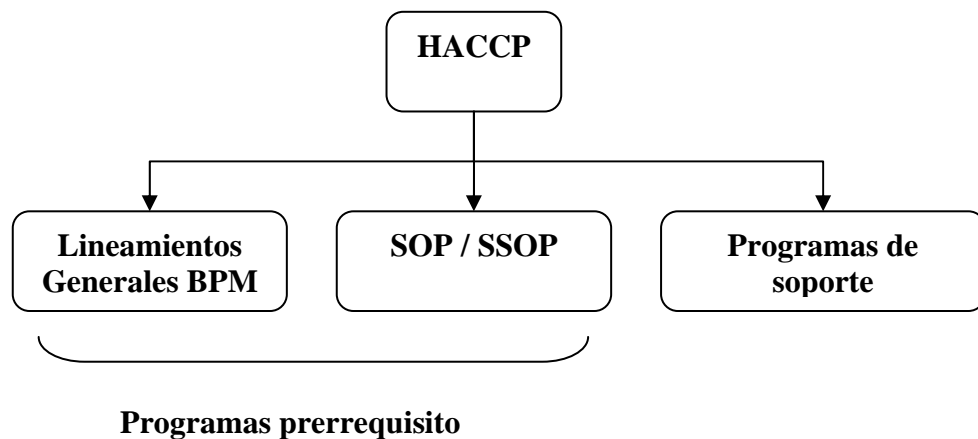 HACCP
Lineamientos
Generales BPM
SOP / SSOP
Programas de
soporte
Programas prerrequisito